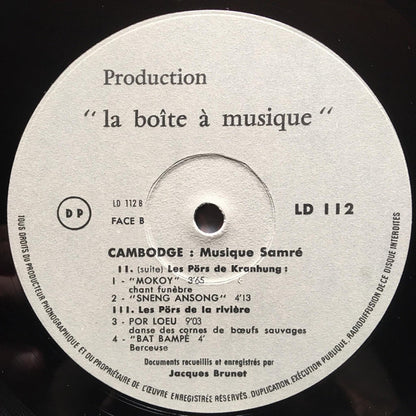 Production
" la boîte à musique "
LD 112 B
DP
FACE B
LD 112
CAMBODGE : Musique Samré
II. (suite) Les Pörs de Kranhung :
1 - "MOKOY" 3'65
chant funèbre
2 - "SNENG ANSONG" 4'13
III. Les Pörs de la rivière
3 - POR LOEU 9'03
danse des cornes de bœufs sauvages
4 - "BAT BAMPÉ 4'
Berceuse
Documents recueillis et enregistrés par
Jacques Brunet
TOUS DROITS DU PRODUCTEUR PHONOGRAPHIQUE ET DU PROPRIÉTAIRE DE L'ŒUVRE ENREGISTRÉE RÉSERVÉS. DUPLICATION, EXÉCUTION PUBLIQUE, RADIODIFFUSION DE CE DISQUE INTERDITES